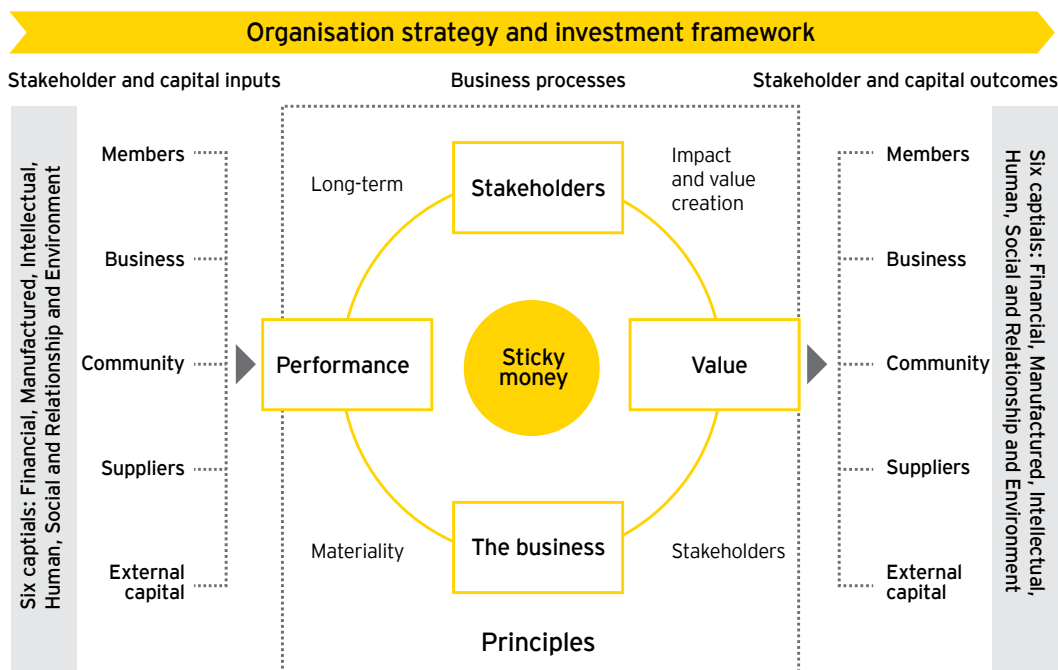 Organisation strategy and investment framework
Stakeholder and capital inputs
Business processes
Stakeholder and capital outcomes
Six captials: Financial, Manufactured, Intellectual,
Human, Social and Relationship and Environment
Members
Business
Community
Suppliers
External
capital
Long-term
Stakeholders
Impact
and value
creation
Performance
Sticky
money
Value
Materiality
The business
Stakeholders
Principles
Members
Business
Community
Suppliers
External
capital
Six captials: Financial, Manufactured, Intellectual,
Human, Social and Relationship and Environment